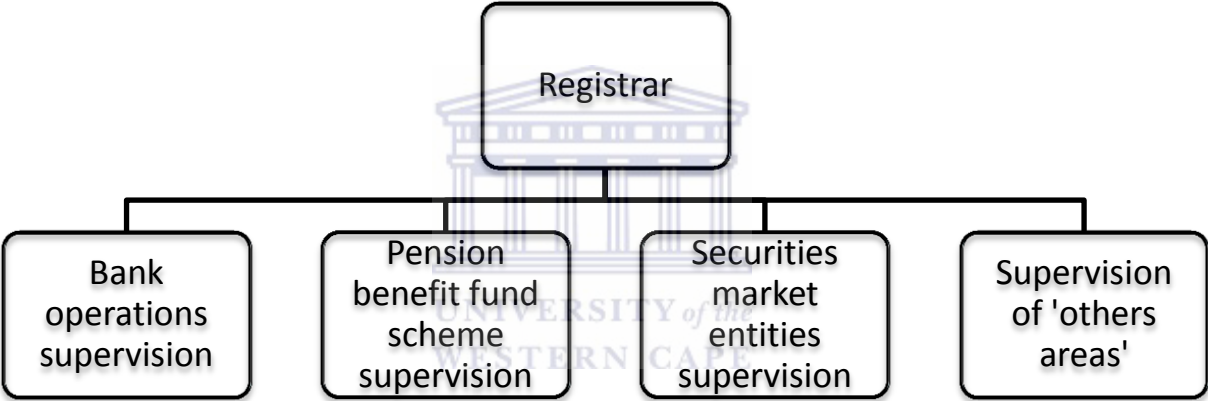 Registrar
Bank
operations
supervision
Pension
benefit fund
scheme
supervision
Securities
market
entities
supervision
Supervision
of 'others
areas'
UNIVERSITY of the
WESTERN CAPE